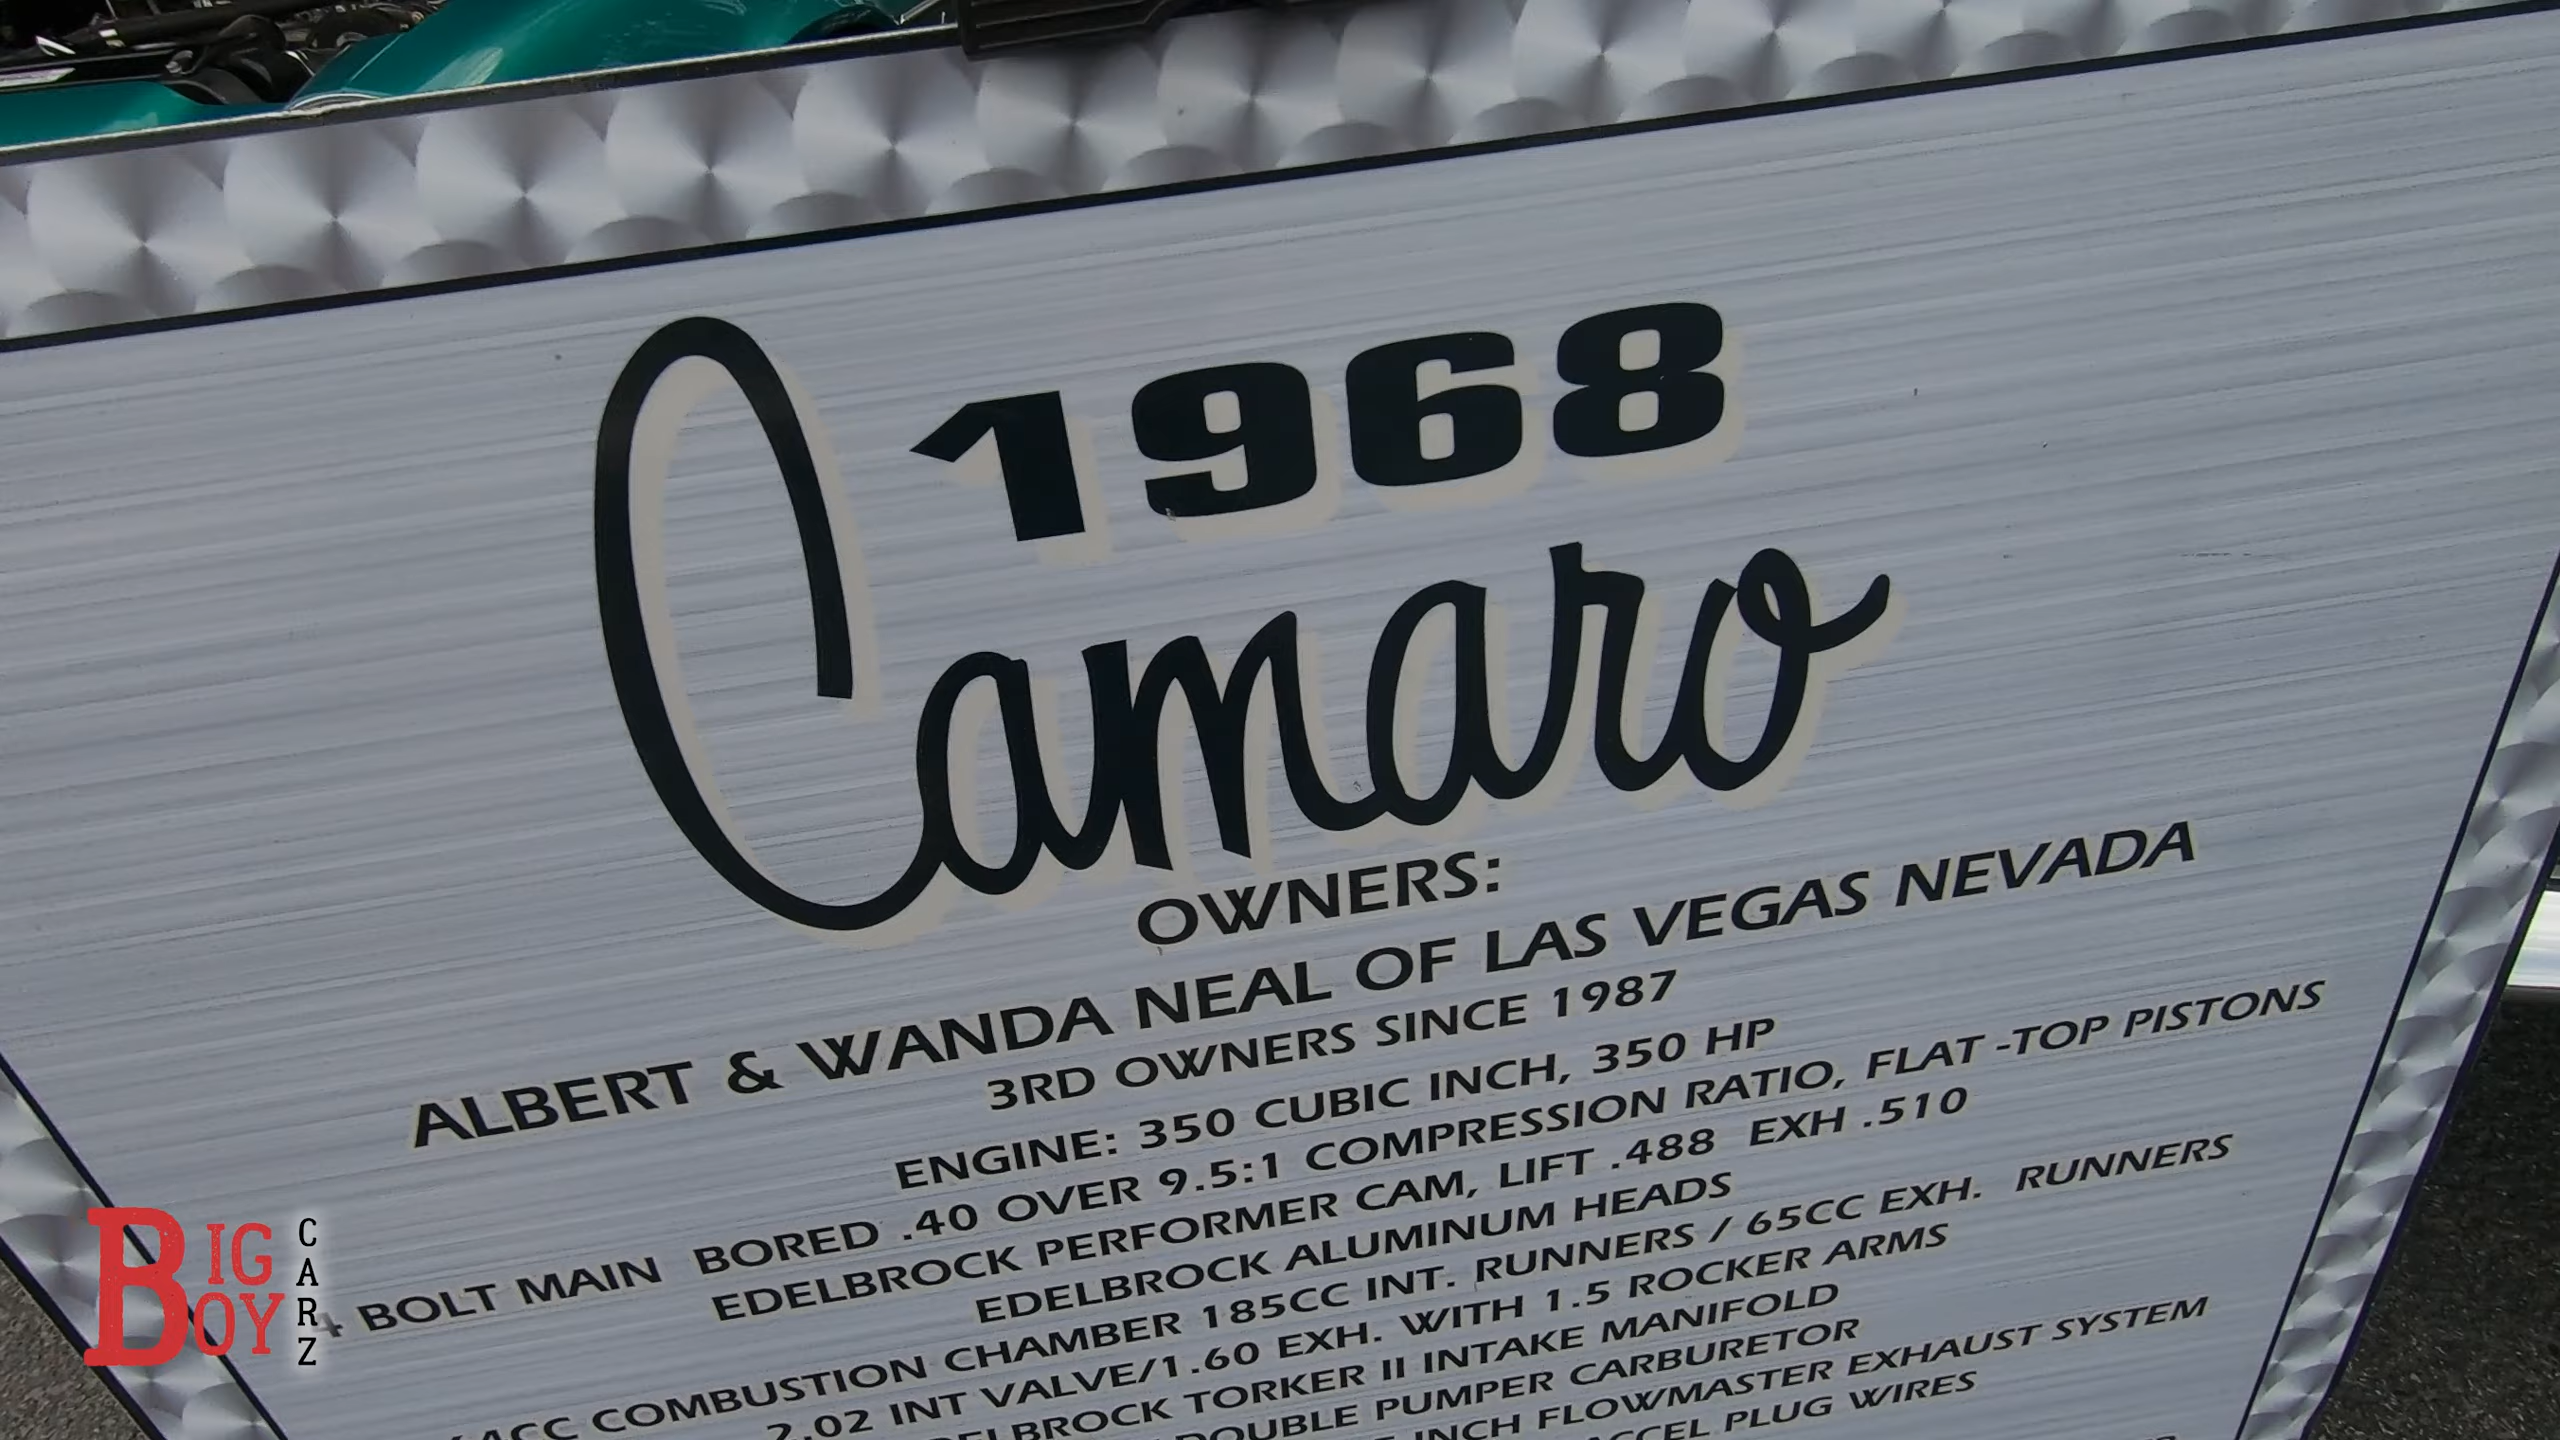 1968
Camaro
OWNERS:
ALBERT & WANDA NEAL OF LAS VEGAS NEVADA
3RD OWNERS SINCE 1987
ENGINE: 350 CUBIC INCH, 350 HP
4 BOLT MAIN BORED .40 OVER 9.5:1 COMPRESSION RATIO, FLAT -TOP PISTONS
EDELBROCK PERFORMER CAM, LIFT .488 EXH .510
EDELBROCK ALUMINUM HEADS
COMBUSTION CHAMBER 185CC INT. RUNNERS / 65CC EXH. RUNNERS
2.02 INT VALVE/1.60 EXH. WITH 1.5 ROCKER ARMS
TORKER II INTAKE MANIFOLD
DOUBLE PUMPER CARBURETOR
INCH FLOWMASTER EXHAUST SYSTEM
ACCEL PLUG WIRES
BIG BOY CARZ